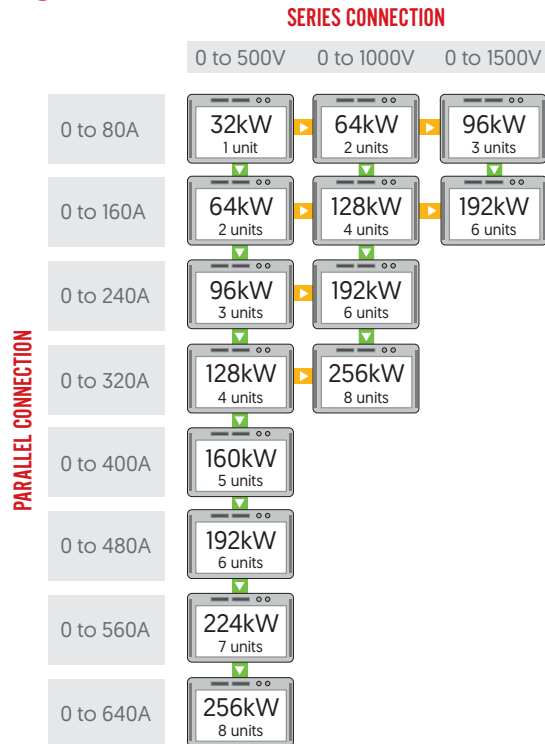 SERIES CONNECTION
0 to 500V 0 to 1000V 0 to 1500V
PARALLEL CONNECTION
0 to 80A 32kW 64kW 96kW
1 unit 2 units 3 units
0 to 160A 64kW 128kW 192kW
2 units 4 units 6 units
0 to 240A 96kW 192kW
3 units 6 units
0 to 320A 128kW 256kW
4 units 8 units
0 to 400A 160kW
5 units
0 to 480A 192kW
6 units
0 to 560A 224kW
7 units
0 to 640A 256kW
8 units